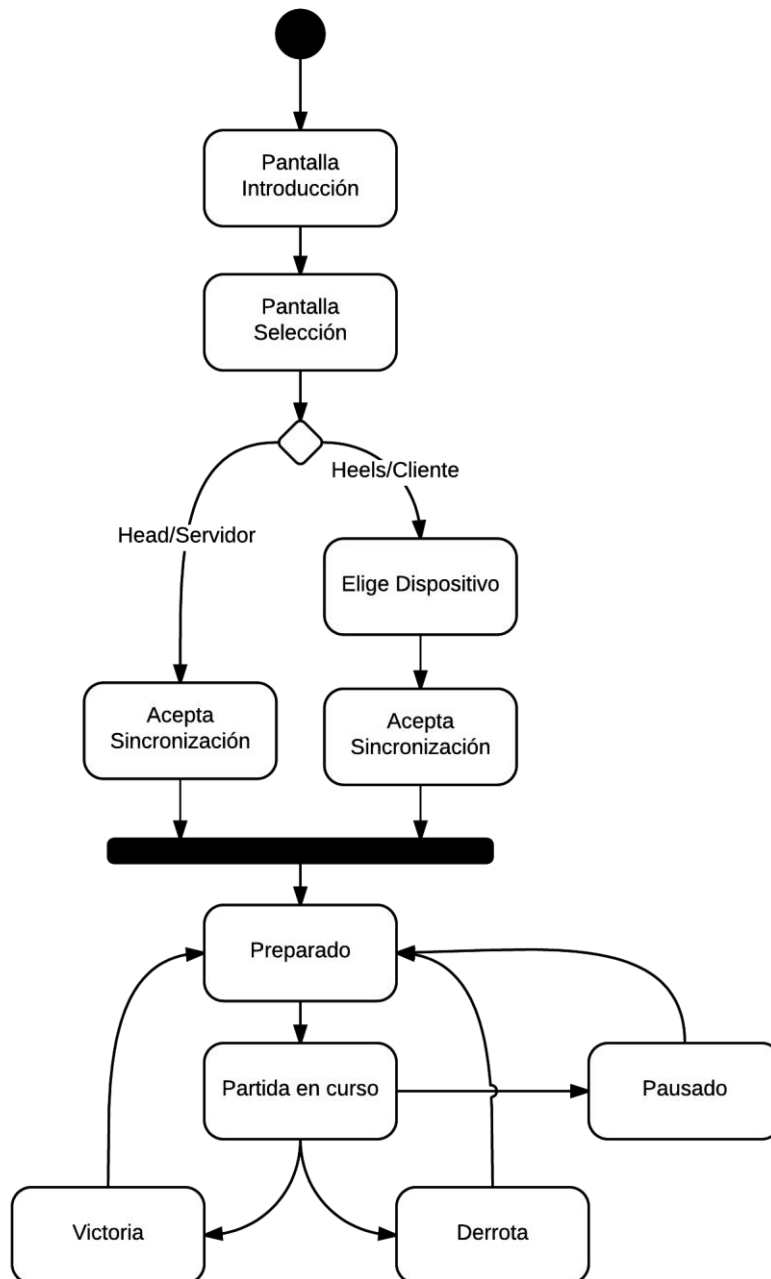 Pantalla
Introducción
Pantalla
Selección
Heels/Cliente
Head/Servidor
Elige Dispositivo
Acepta
Sincronización
Acepta
Sincronización
Preparado
Partida en curso
Pausado
Victoria
Derrota